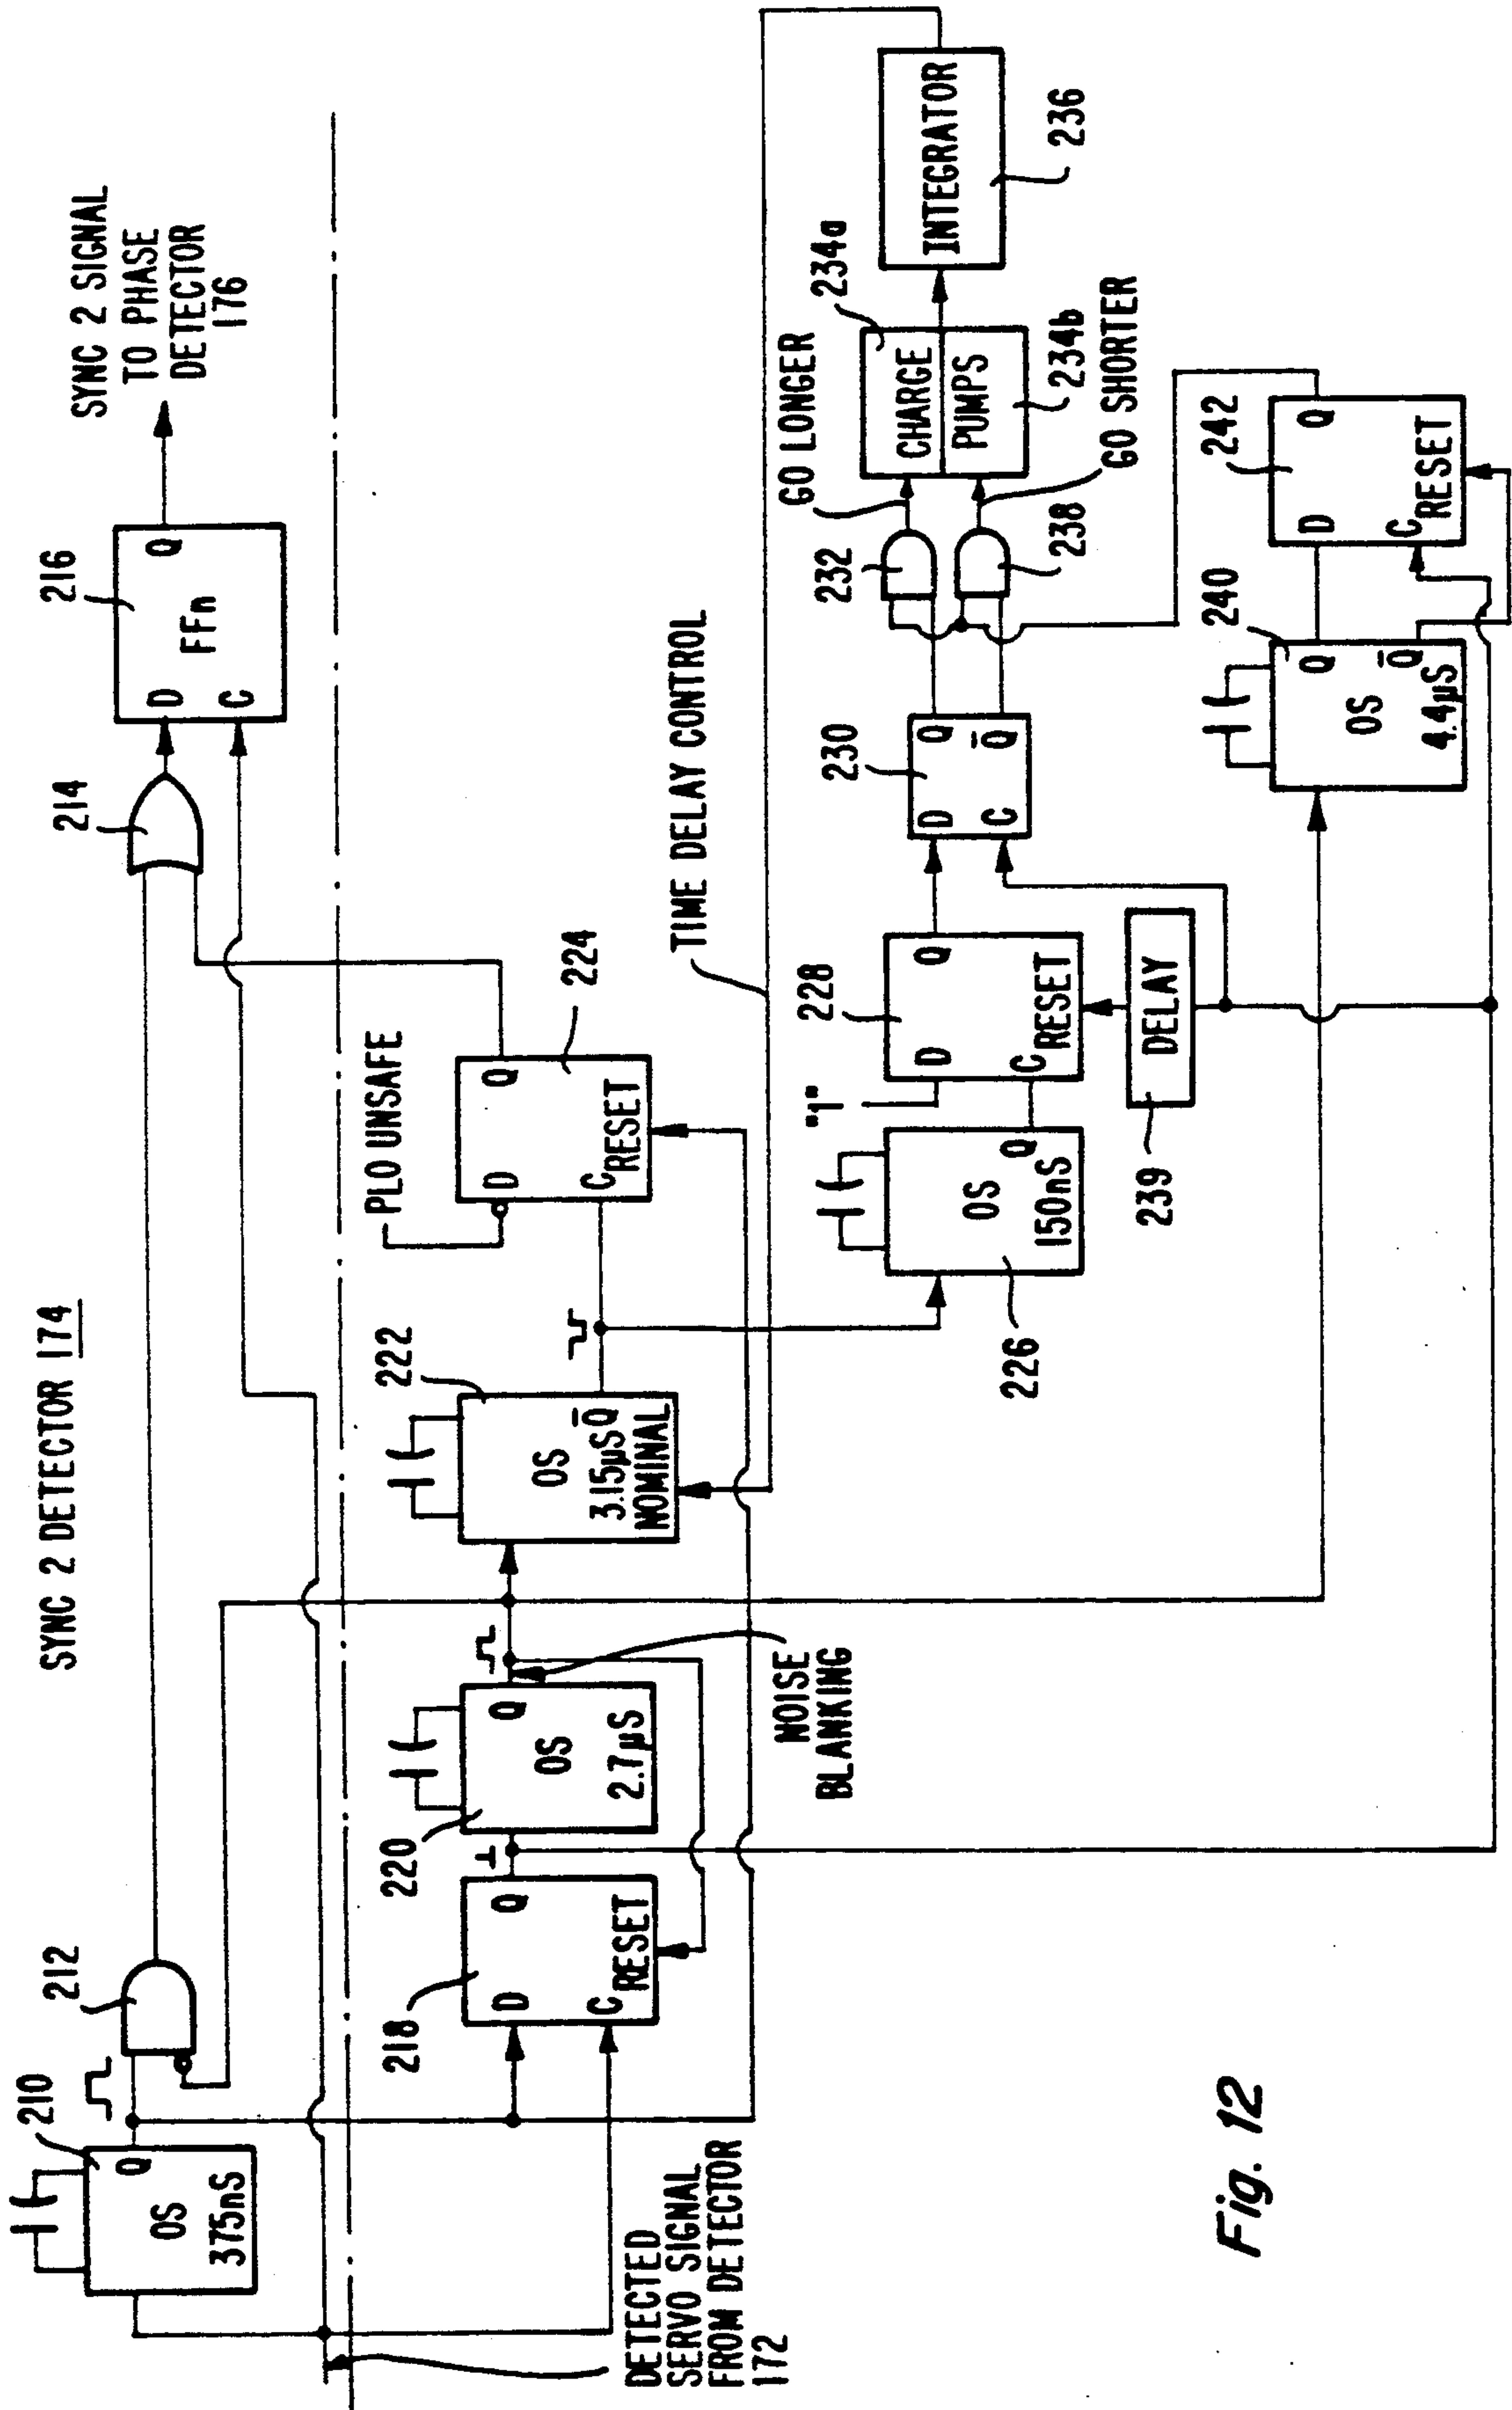 SYNC 2 DETECTOR 174
210
OS
375nS
Q
212
214
216
D
C
FFn
Q
SYNC 2 SIGNAL
TO PHASE
DETECTOR
176
DETECTED
SERVO SIGNAL
FROM DETECTOR
172
218
D
C
RESET
Q
220
OS
2.7µS
Q
NOISE
BLANKING
222
OS
3.15µS Q̅
NOMINAL
PLO UNSAFE
224
D
C
RESET
Q
TIME DELAY CONTROL
226
OS
150nS
Q
"1"
228
D
C
RESET
Q
239
DELAY
230
D
C
Q
Q̅
232
238
GO LONGER
GO SHORTER
234a
CHARGE
PUMPS
234b
INTEGRATOR
236
240
OS
4.4µS
Q
Q̅
242
D
C
RESET
Q
Fig. 12